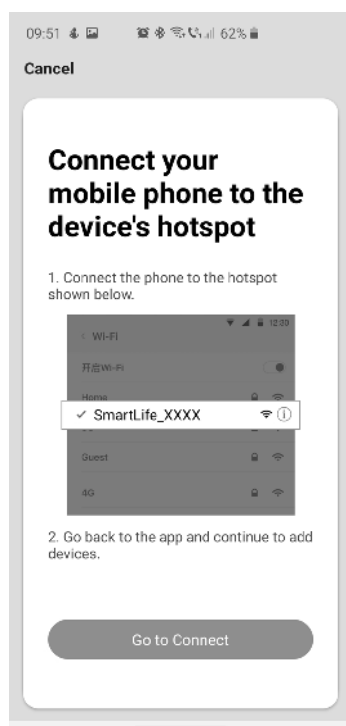 09:51 62%
Cancel
Connect your
mobile phone to the
device's hotspot
1. Connect the phone to the hotspot
shown below.
12:00
Wi-Fi
开启Wi-Fi
Home
SmartLife_XXXX
Guest
4G
2. Go back to the app and continue to add
devices.
Go to Connect